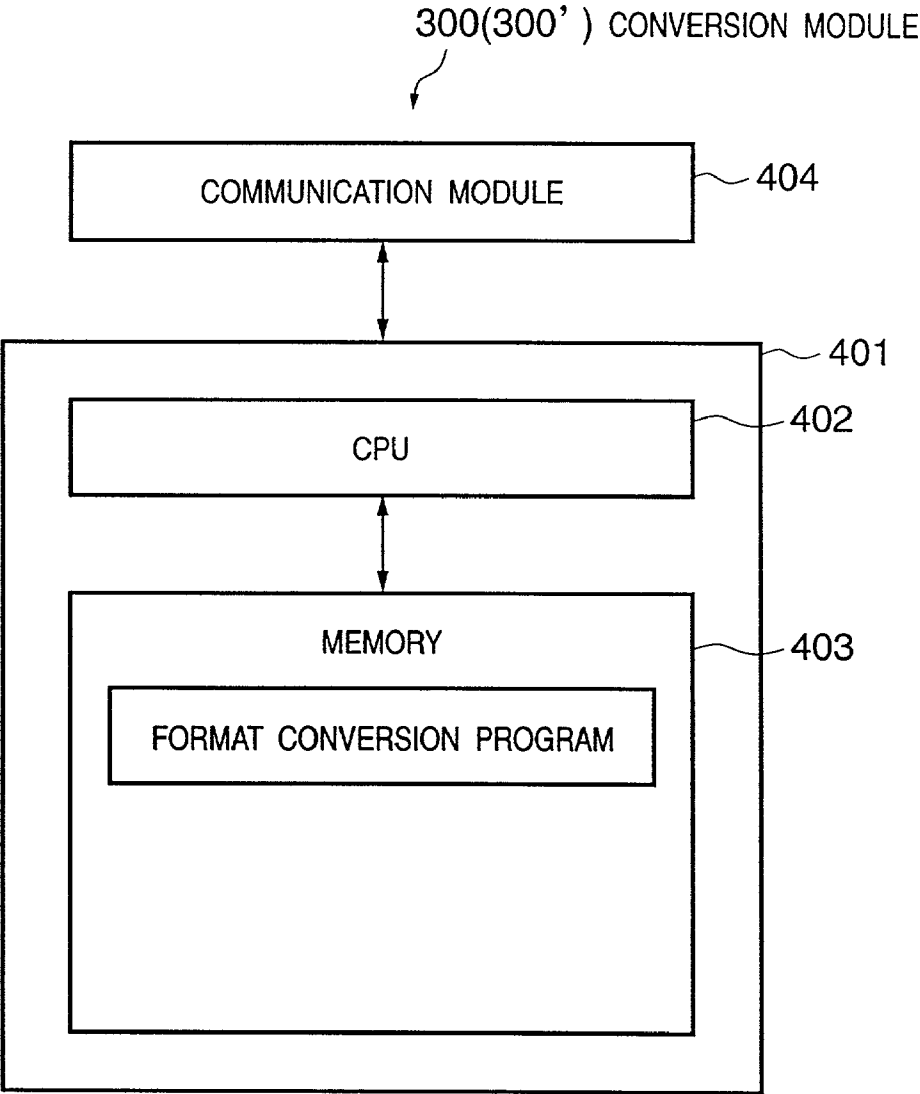 300(300’) CONVERSION MODULE
COMMUNICATION MODULE
404
401
CPU
402
MEMORY
403
FORMAT CONVERSION PROGRAM